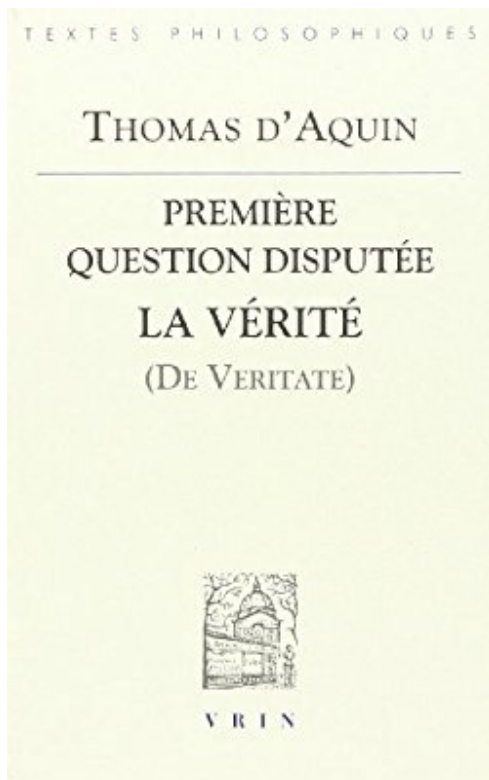 TEXTES PHILOSOPHIQUES
THOMAS D'AQUIN
PREMIÈRE
QUESTION DISPUTÉE
LA VÉRITÉ
(DE VERITATE)
VRIN